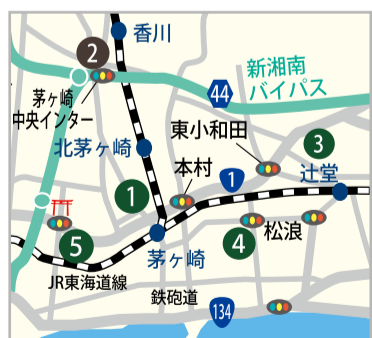 香川
2
新湘南
バイパス
44
茅ヶ崎
中央インター
東小和田
3
北茅ヶ崎
本村
1
辻堂
1
4
松浪
5
茅ヶ崎
JR東海道線
鉄砲道
134